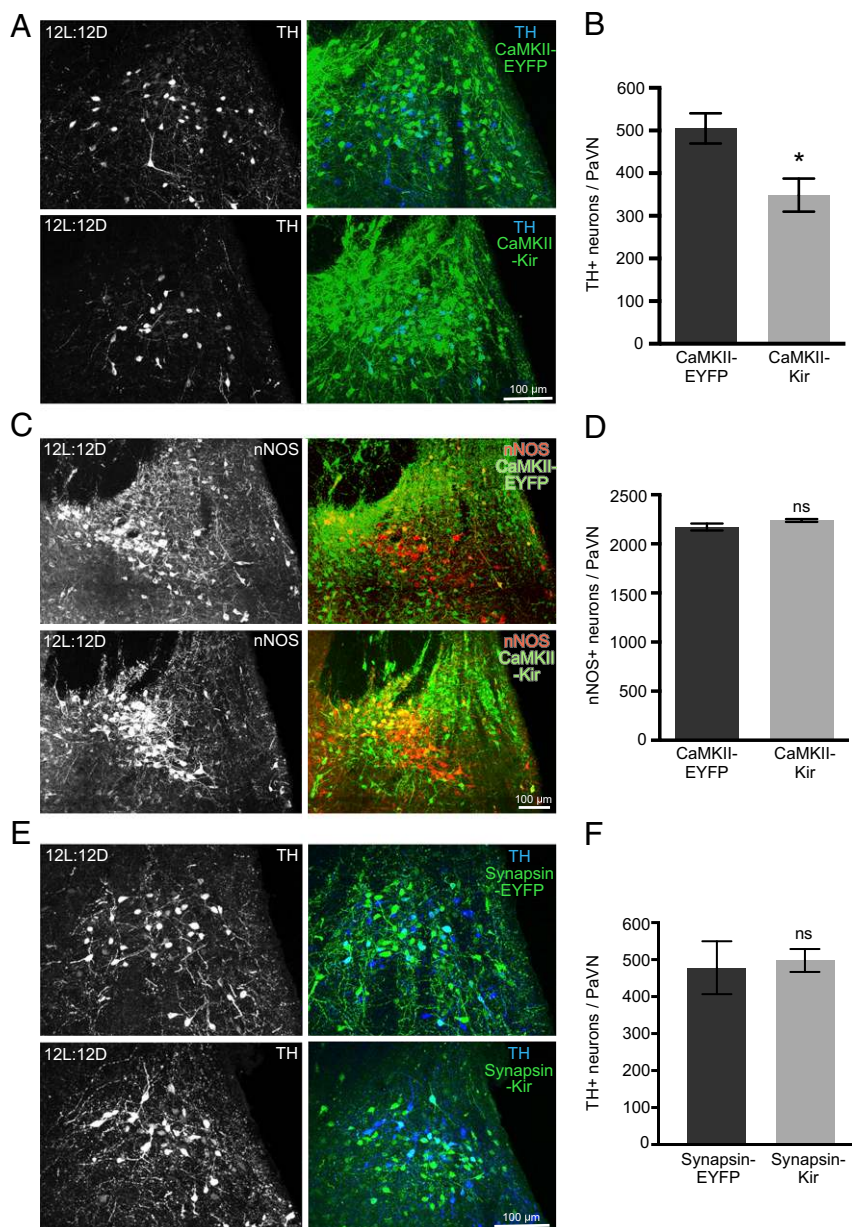 A
12L:12D
TH
TH
CaMKII-
EYFP
12L:12D
TH
TH
CaMKII
-Kir
100 µm
B
TH+ neurons / PaVN
600
500
400
300
200
100
0
*
CaMKII-
EYFP
CaMKII-
Kir
C
12L:12D
nNOS
nNOS
CaMKII-
EYFP
12L:12D
nNOS
nNOS
CaMKII
-Kir
100 µm
D
nNOS+ neurons / PaVN
2500
2200
1500
1000
500
0
ns
CaMKII-
EYFP
CaMKII-
Kir
E
12L:12D
TH
TH
Synapsin
-EYFP
12L:12D
TH
TH
Synapsin
-Kir
100 µm
F
TH+ neurons / PaVN
600
500
400
300
200
100
0
ns
Synapsin-
EYFP
Synapsin-
Kir